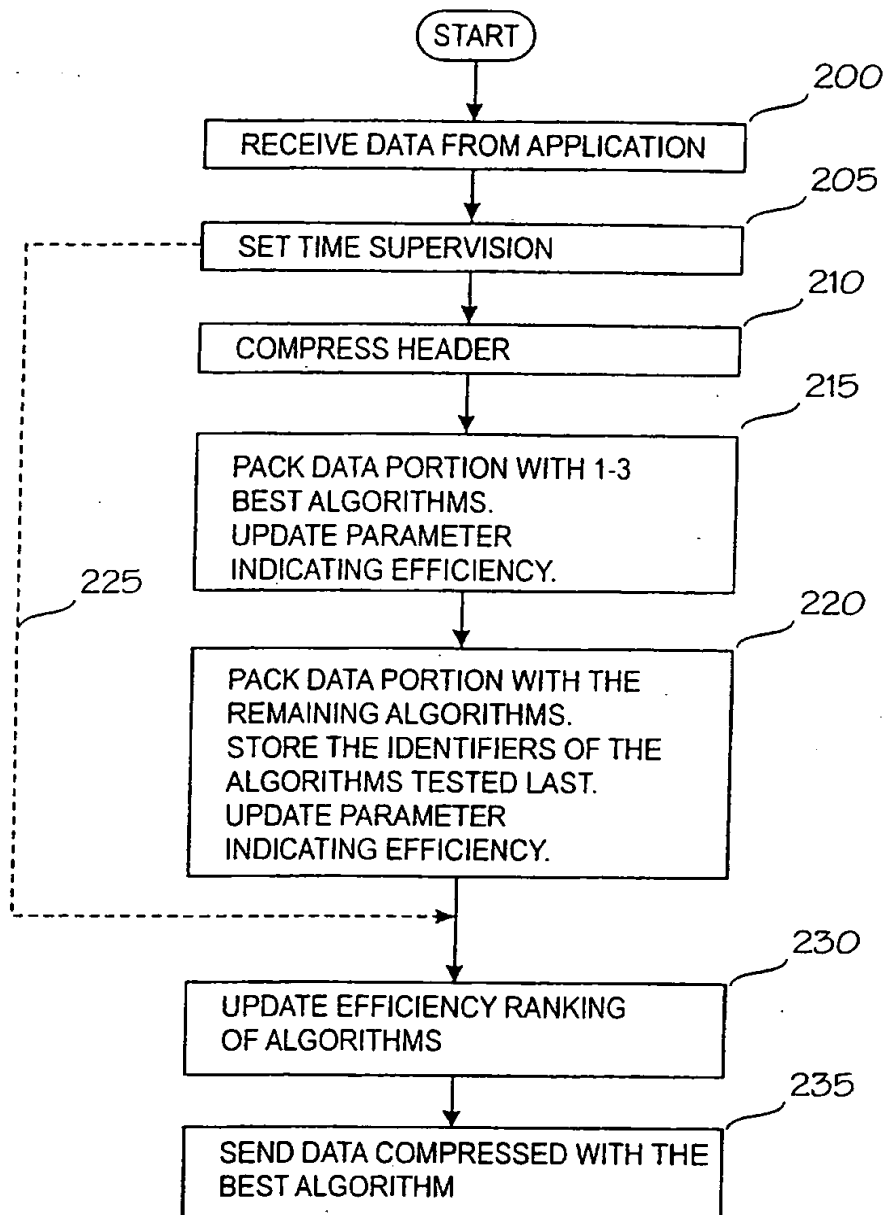 START
200
RECEIVE DATA FROM APPLICATION
205
SET TIME SUPERVISION
210
COMPRESS HEADER
215
PACK DATA PORTION WITH 1-3
BEST ALGORITHMS.
UPDATE PARAMETER
INDICATING EFFICIENCY.
225
220
PACK DATA PORTION WITH THE
REMAINING ALGORITHMS.
STORE THE IDENTIFIERS OF THE
ALGORITHMS TESTED LAST.
UPDATE PARAMETER
INDICATING EFFICIENCY.
230
UPDATE EFFICIENCY RANKING
OF ALGORITHMS
235
SEND DATA COMPRESSED WITH THE
BEST ALGORITHM